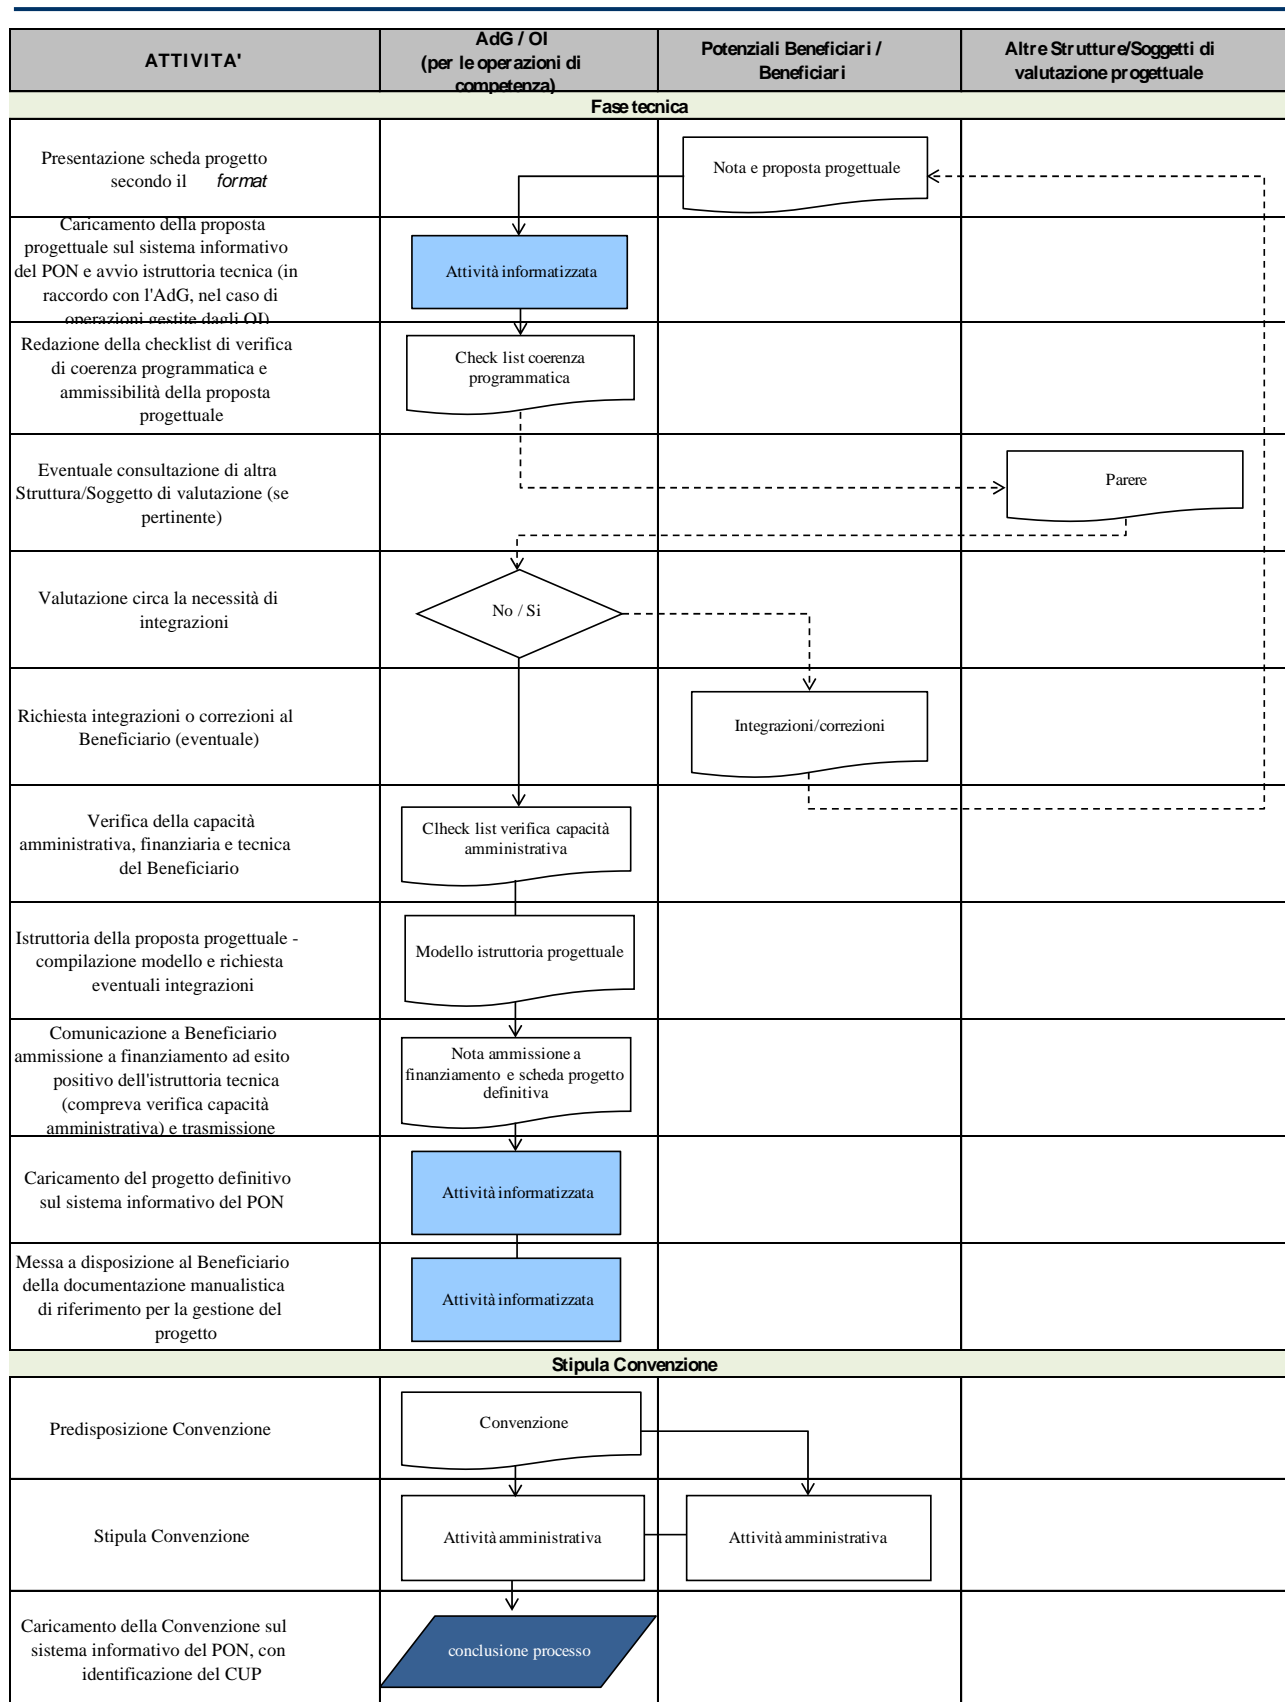 ATTIVITA'
AdG / OI
(per le operazioni di
competenza)
Potenziali Beneficiari /
Beneficiari
Altre Strutture/Soggetti di
valutazione progettuale
Fase tecnica
Presentazione scheda progetto
secondo il format
Nota e proposta progettuale
Caricamento della proposta
progettuale sul sistema informativo
del PON e avvio istruttoria tecnica (in
raccordo con l'AdG, nel caso di
operazioni gestite dagli OI)
Attività informatizzata
Redazione della checklist di verifica
di coerenza programmatica e
ammissibilità della proposta
progettuale
Check list coerenza
programmatica
Eventuale consultazione di altra
Struttura/Soggetto di valutazione (se
pertinente)
Parere
Valutazione circa la necessità di
integrazioni
No / Si
Richiesta integrazioni o correzioni al
Beneficiario (eventuale)
Integrazioni/correzioni
Verifica della capacità
amministrativa, finanziaria e tecnica
del Beneficiario
Clheck list verifica capacità
amministrativa
Istruttoria della proposta progettuale -
compilazione modello e richiesta
eventuali integrazioni
Modello istruttoria progettuale
Comunicazione a Beneficiario
ammissione a finanziamento ad esito
positivo dell'istruttoria tecnica
(compreva verifica capacità
amministrativa) e trasmissione
Nota ammissione a
finanziamento e scheda progetto
definitiva
Caricamento del progetto definitivo
sul sistema informativo del PON
Attività informatizzata
Messa a disposizione al Beneficiario
della documentazione manualistica
di riferimento per la gestione del
progetto
Attività informatizzata
Stipula Convenzione
Predisposizione Convenzione
Convenzione
Stipula Convenzione
Attività amministrativa
Attività amministrativa
Caricamento della Convenzione sul
sistema informativo del PON, con
identificazione del CUP
conclusione processo